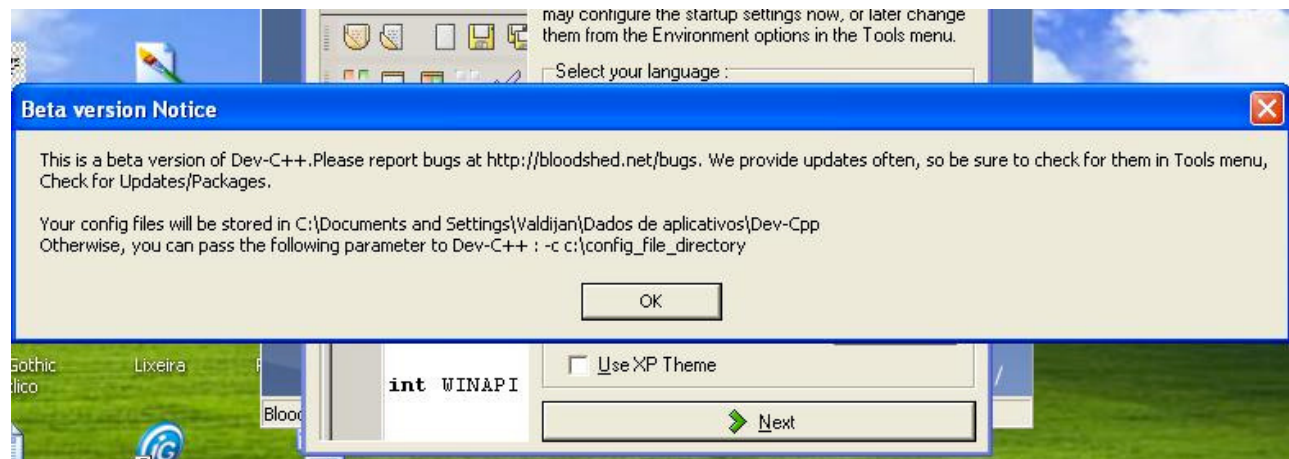 may configure the startup settings now, or later change
them from the Environment options in the Tools menu.
Select your language :
Beta version Notice
This is a beta version of Dev-C++.Please report bugs at http://bloodshed.net/bugs. We provide updates often, so be sure to check for them in Tools menu,
Check for Updates/Packages.
Your config files will be stored in C:\Documents and Settings\Valdijan\Dados de aplicativos\Dev-Cpp
Otherwise, you can pass the following parameter to Dev-C++ : -c c:\config_file_directory
OK
Gothic
Lixeira
Use XP Theme
int WINAPI
Next